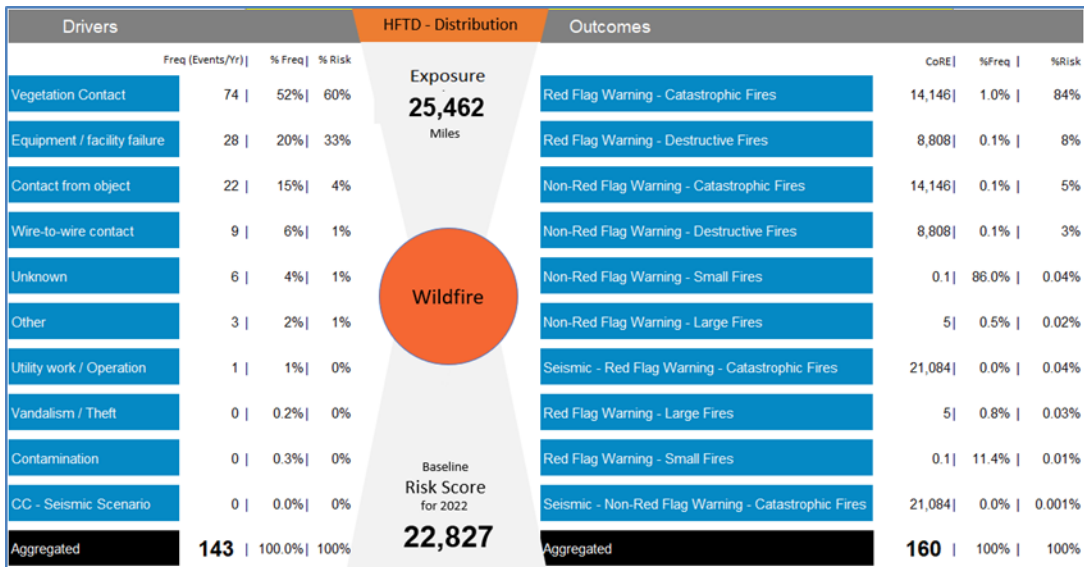 Drivers
HFTD - Distribution
Outcomes
Freq (Events/Yr)| % Freq| % Risk
Vegetation Contact 74 | 52%| 60%
Equipment / facility failure 28 | 20%| 33%
Contact from object 22 | 15%| 4%
Wire-to-wire contact 9 | 6%| 1%
Unknown 6 | 4%| 1%
Other 3 | 2%| 1%
Utility work / Operation 1 | 1%| 0%
Vandalism / Theft 0 | 0.2%| 0%
Contamination 0 | 0.3%| 0%
CC - Seismic Scenario 0 | 0.0%| 0%
Aggregated 143 | 100.0%| 100%
Exposure
25,462
Miles
Wildfire
Baseline
Risk Score
for 2022
22,827
CoRE| %Freq | %Risk
Red Flag Warning - Catastrophic Fires 14,146| 1.0% | 84%
Red Flag Warning - Destructive Fires 8,808| 0.1% | 8%
Non-Red Flag Warning - Catastrophic Fires 14,146| 0.1% | 5%
Non-Red Flag Warning - Destructive Fires 8,808| 0.1% | 3%
Non-Red Flag Warning - Small Fires 0.1| 86.0% | 0.04%
Non-Red Flag Warning - Large Fires 5| 0.5% | 0.02%
Seismic - Red Flag Warning - Catastrophic Fires 21,084| 0.0% | 0.04%
Red Flag Warning - Large Fires 5| 0.8% | 0.03%
Red Flag Warning - Small Fires 0.1| 11.4% | 0.01%
Seismic - Non-Red Flag Warning - Catastrophic Fires 21,084| 0.0% | 0.001%
Aggregated 160 | 100% | 100%